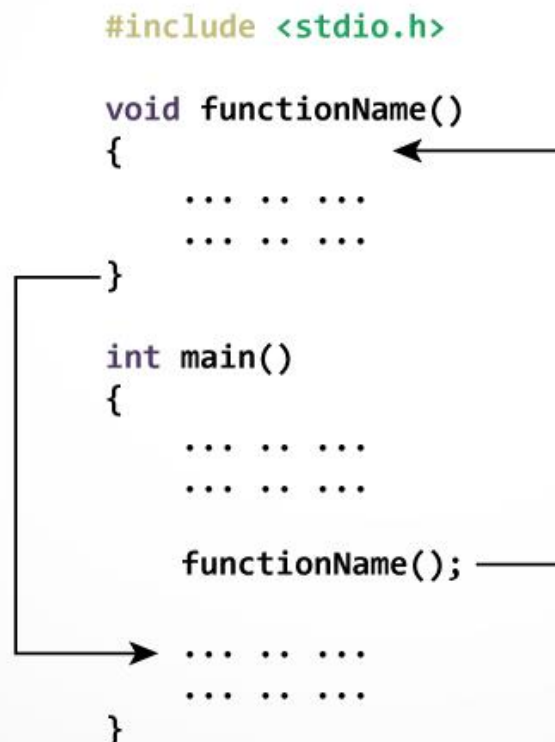 #include <stdio.h>
void functionName()
{
... .. ...
... .. ...
}
int main()
{
... .. ...
... .. ...
functionName();
... .. ...
... .. ...
}